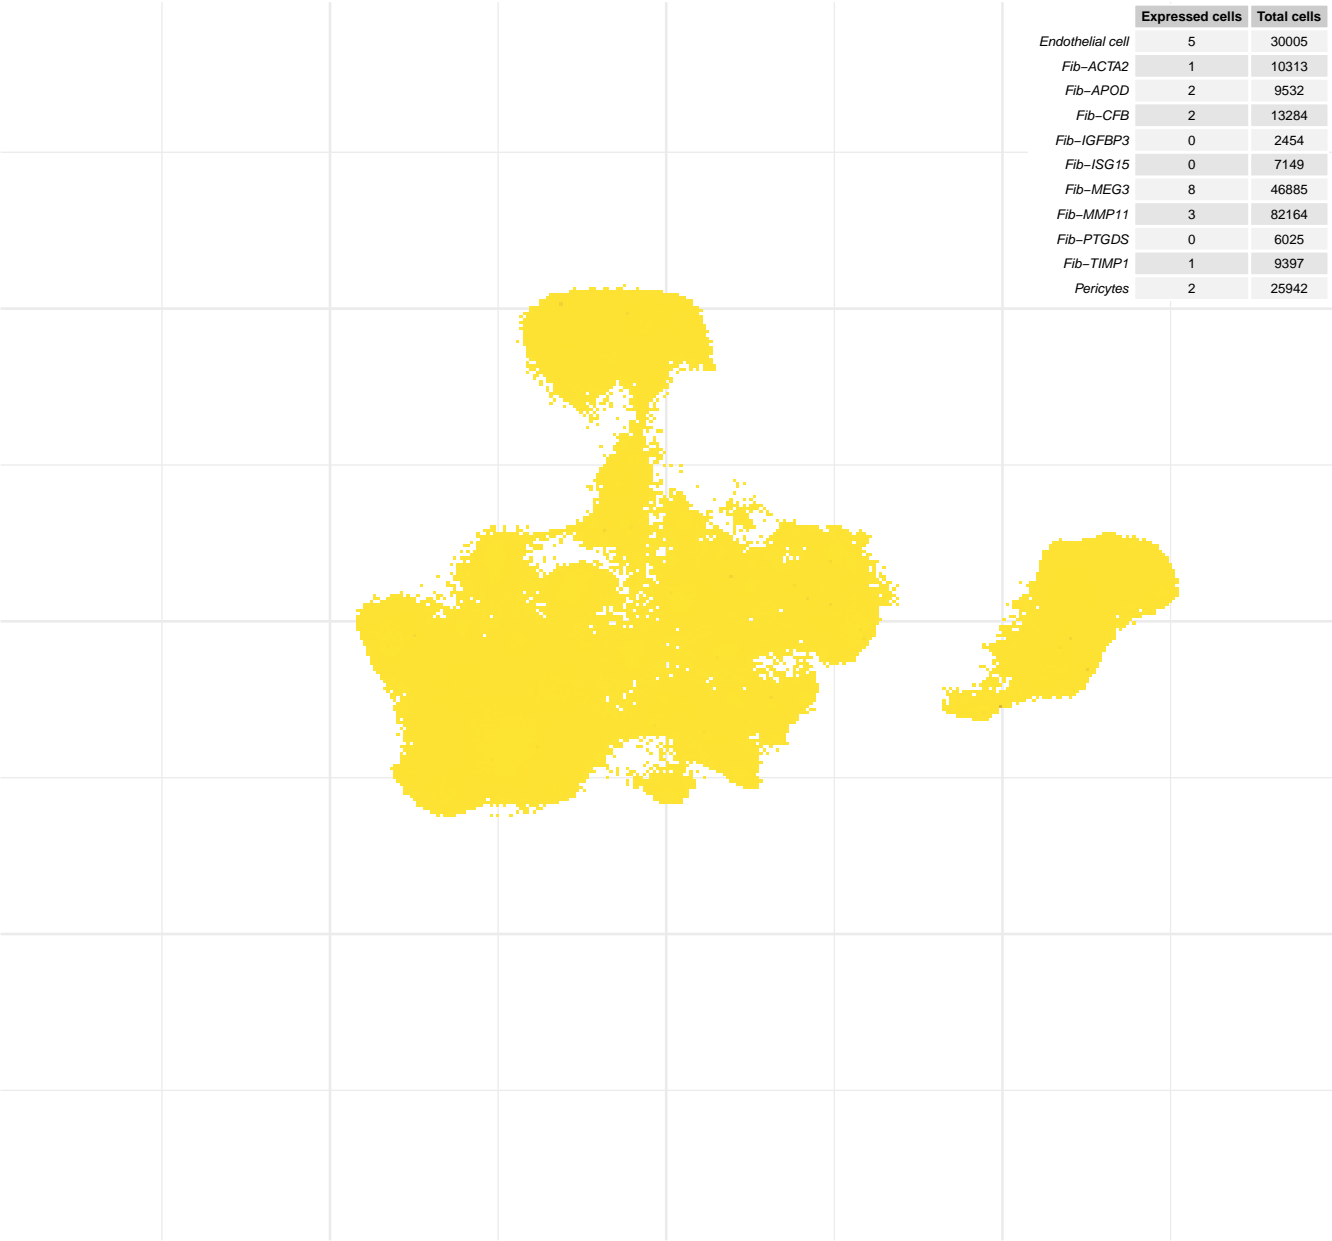 Expressed cells Total cells
Endothelial cell 5 30005
Fib−ACTA2 1 10313
Fib−APOD 2 9532
Fib−CFB 2 13284
Fib−IGFBP3 0 2454
Fib−ISG15 0 7149
Fib−MEG3 8 46885
Fib−MMP11 3 82164
Fib−PTGDS 0 6025
Fib−TIMP1 1 9397
Pericytes 2 25942